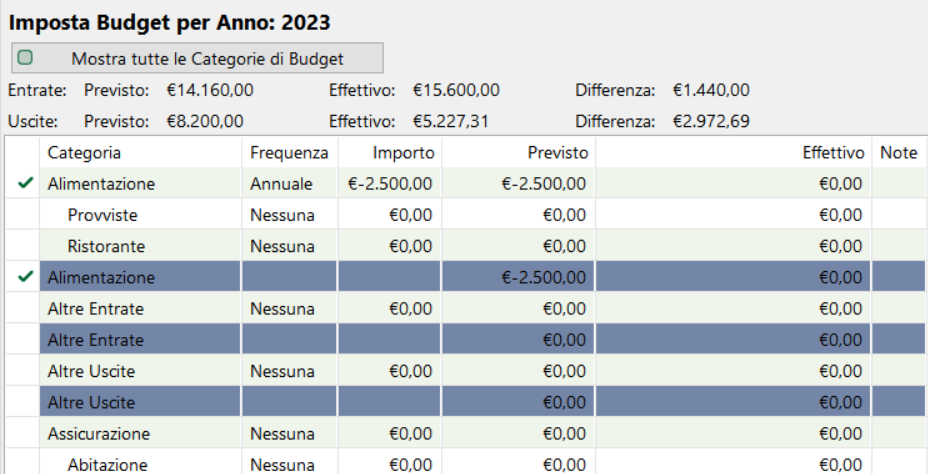 Imposta Budget per Anno: 2023
Mostra tutte le Categorie di Budget
Entrate: Previsto: €14.160,00 Effettivo: €15.600,00 Differenza: €1.440,00
Uscite: Previsto: €8.200,00 Effettivo: €5.227,31 Differenza: €2.972,69
Categoria Frequenza Importo Previsto Effettivo Note
Alimentazione Annuale €-2.500,00 €-2.500,00 €0,00
Provviste Nessuna €0,00 €0,00 €0,00
Ristorante Nessuna €0,00 €0,00 €0,00
Alimentazione €-2.500,00 €0,00
Altre Entrate Nessuna €0,00 €0,00 €0,00
Altre Entrate €0,00 €0,00
Altre Uscite Nessuna €0,00 €0,00 €0,00
Altre Uscite €0,00 €0,00
Assicurazione Nessuna €0,00 €0,00 €0,00
Abitazione Nessuna €0,00 €0,00 €0,00